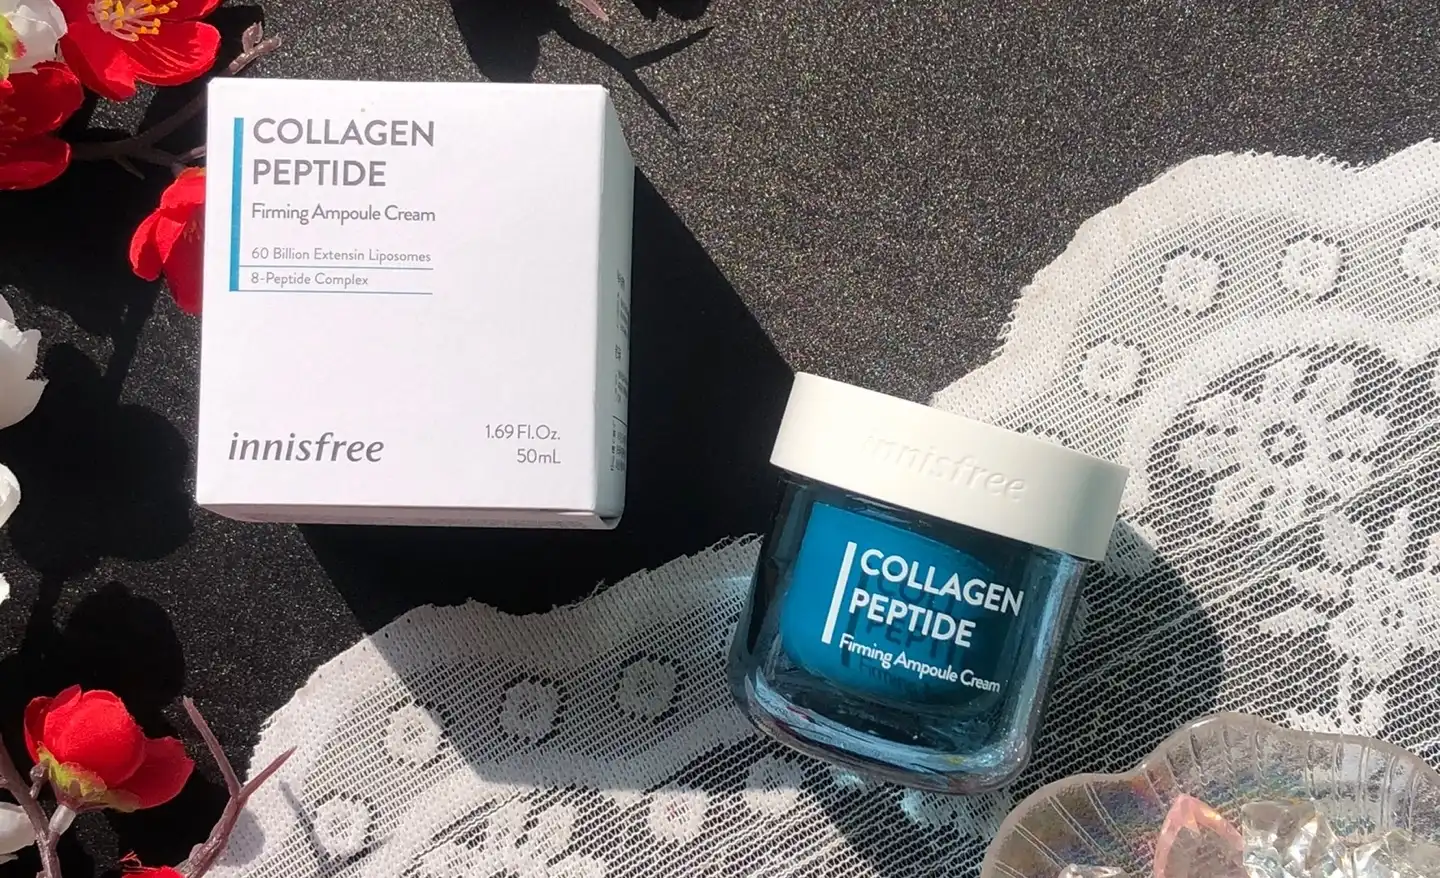 COLLAGEN
PEPTIDE
Firming Ampoule Cream
60 Billion Extensin Liposomes
8-Peptide Complex
innisfree
1.69 Fl.Oz.
50mL
innisfree
COLLAGEN
PEPTIDE
Firming Ampoule Cream